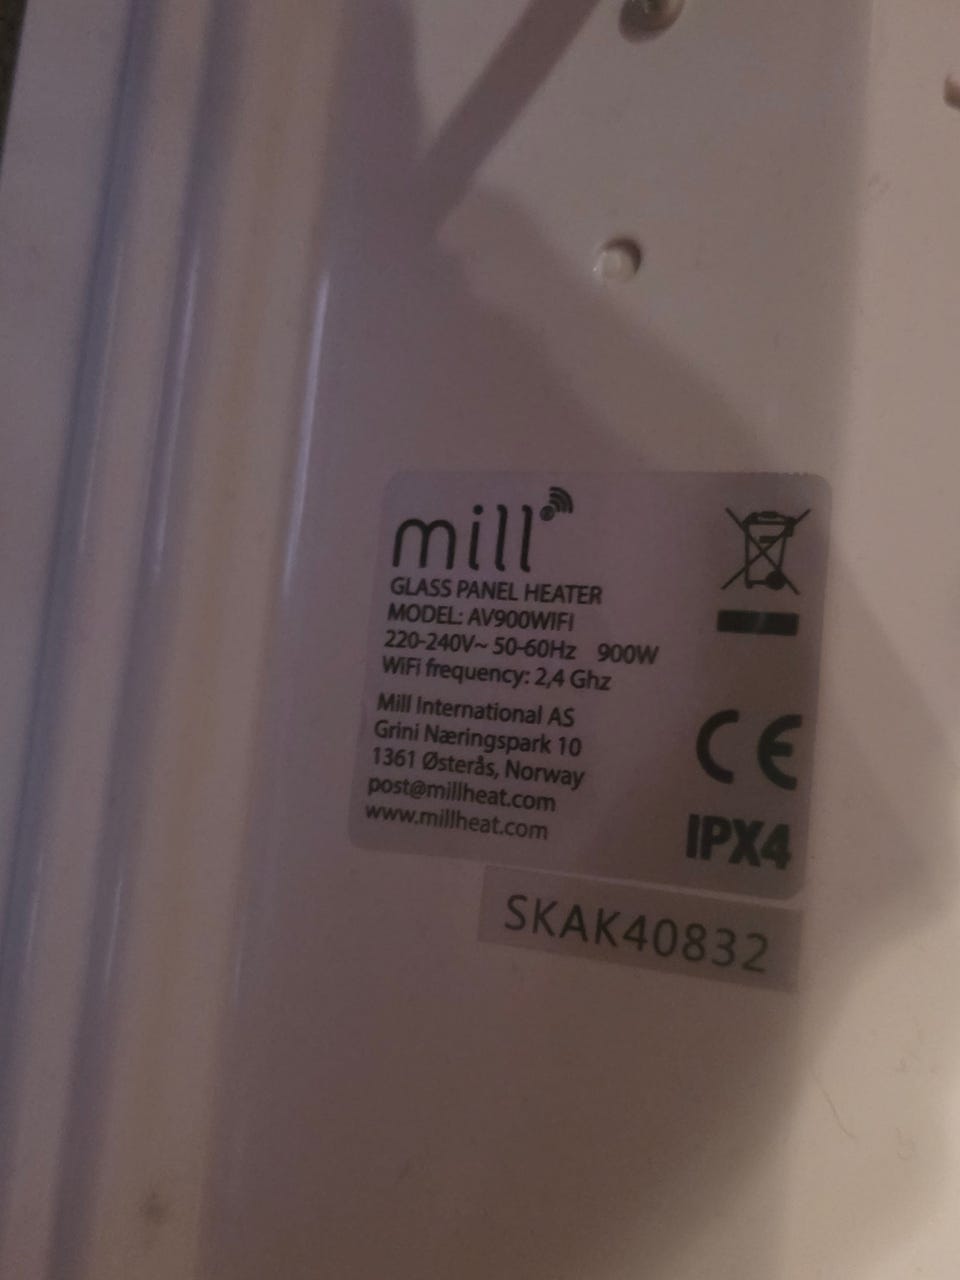 mill
GLASS PANEL HEATER
MODEL: AV900WIFI
220-240V~ 50-60Hz 900W
WiFi frequency: 2,4 Ghz
Mill International AS
Grini Næringspark 10
1361 Østerås, Norway
post@millheat.com
www.millheat.com
CE
IPX4
SKAK40832